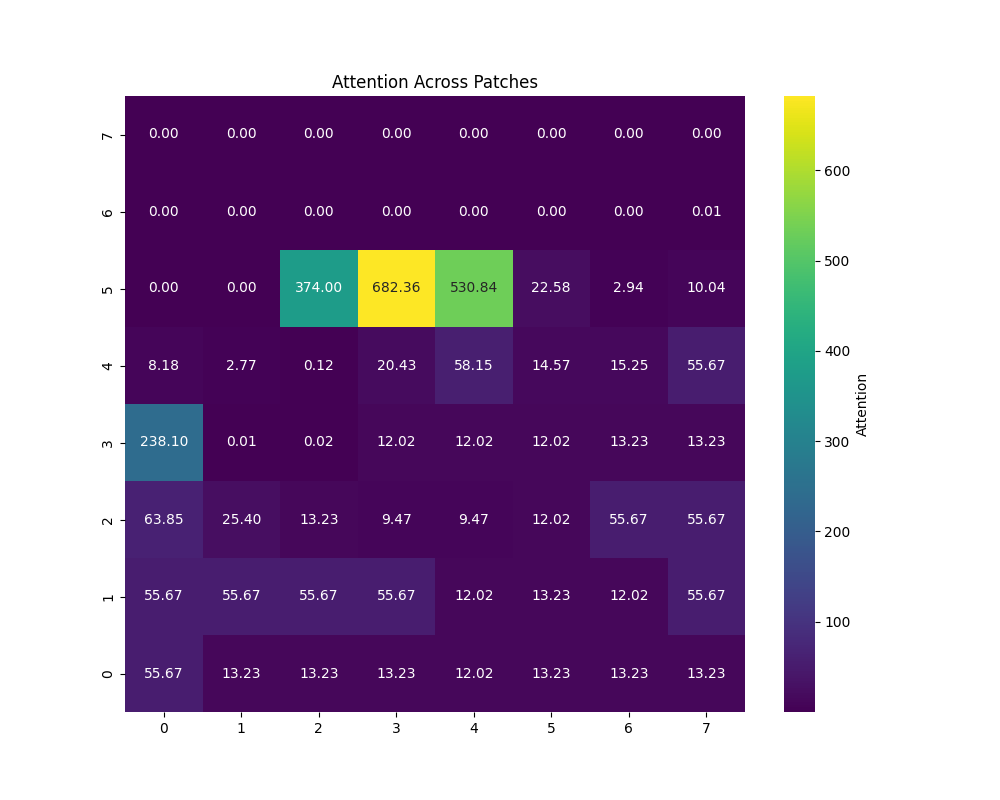 Attention Across Patches
7 0.00 0.00 0.00 0.00 0.00 0.00 0.00 0.00
6 0.00 0.00 0.00 0.00 0.00 0.00 0.00 0.01
5 0.00 0.00 374.00 682.36 530.84 22.58 2.94 10.04
4 8.18 2.77 0.12 20.43 58.15 14.57 15.25 55.67
3 238.10 0.01 0.02 12.02 12.02 12.02 13.23 13.23
2 63.85 25.40 13.23 9.47 9.47 12.02 55.67 55.67
1 55.67 55.67 55.67 55.67 12.02 13.23 12.02 55.67
0 55.67 13.23 13.23 13.23 12.02 13.23 13.23 13.23
0 1 2 3 4 5 6 7
600
500
400
300
200
100
Attention